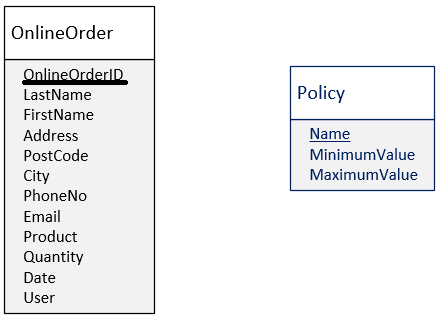 OnlineOrder
OnlineOrderID
LastName
FirstName
Address
PostCode
City
PhoneNo
Email
Product
Quantity
Date
User
Policy
Name
MinimumValue
MaximumValue